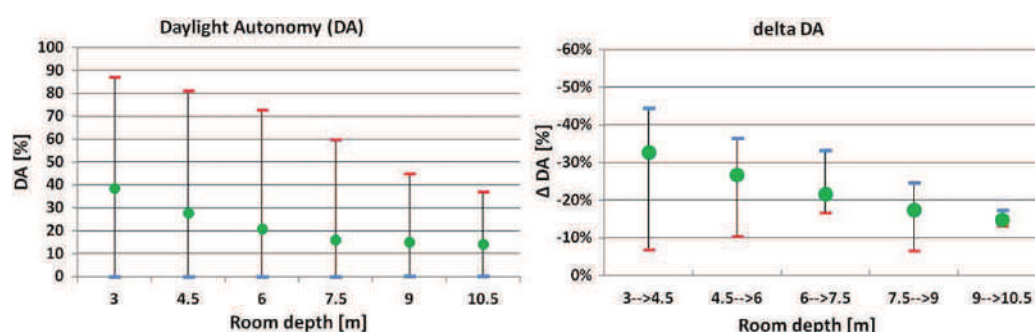 Daylight Autonomy (DA)
100
90
80
70
60
50
40
30
20
10
0
DA [%]
3 4.5 6 7.5 9 10.5
Room depth [m]
delta DA
-60%
-50%
-40%
-30%
-20%
-10%
0%
Δ DA [%]
3-->4.5 4.5-->6 6-->7.5 7.5-->9 9-->10.5
Room depth [m]